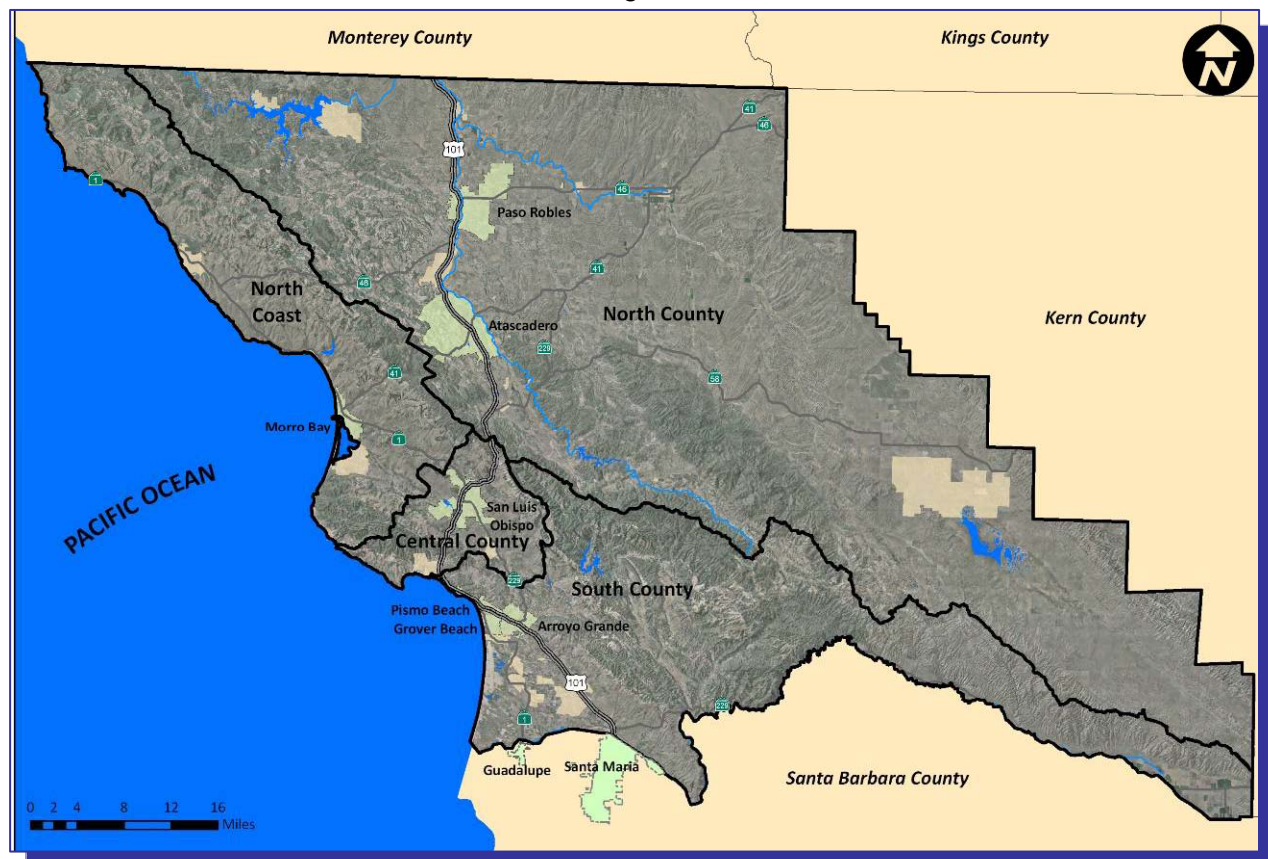 Monterey County
Kings County
N
41
46
101
1
46
Paso Robles
41
46
North
Coast
North County
Kern County
Atascadero
229
58
41
Morro Bay
1
PACIFIC OCEAN
San Luis
Obispo
Central County
229
South County
Pismo Beach
Grover Beach
Arroyo Grande
101
229
1
Guadalupe
Santa Maria
Santa Barbara County
0 2 4 8 12 16
Miles